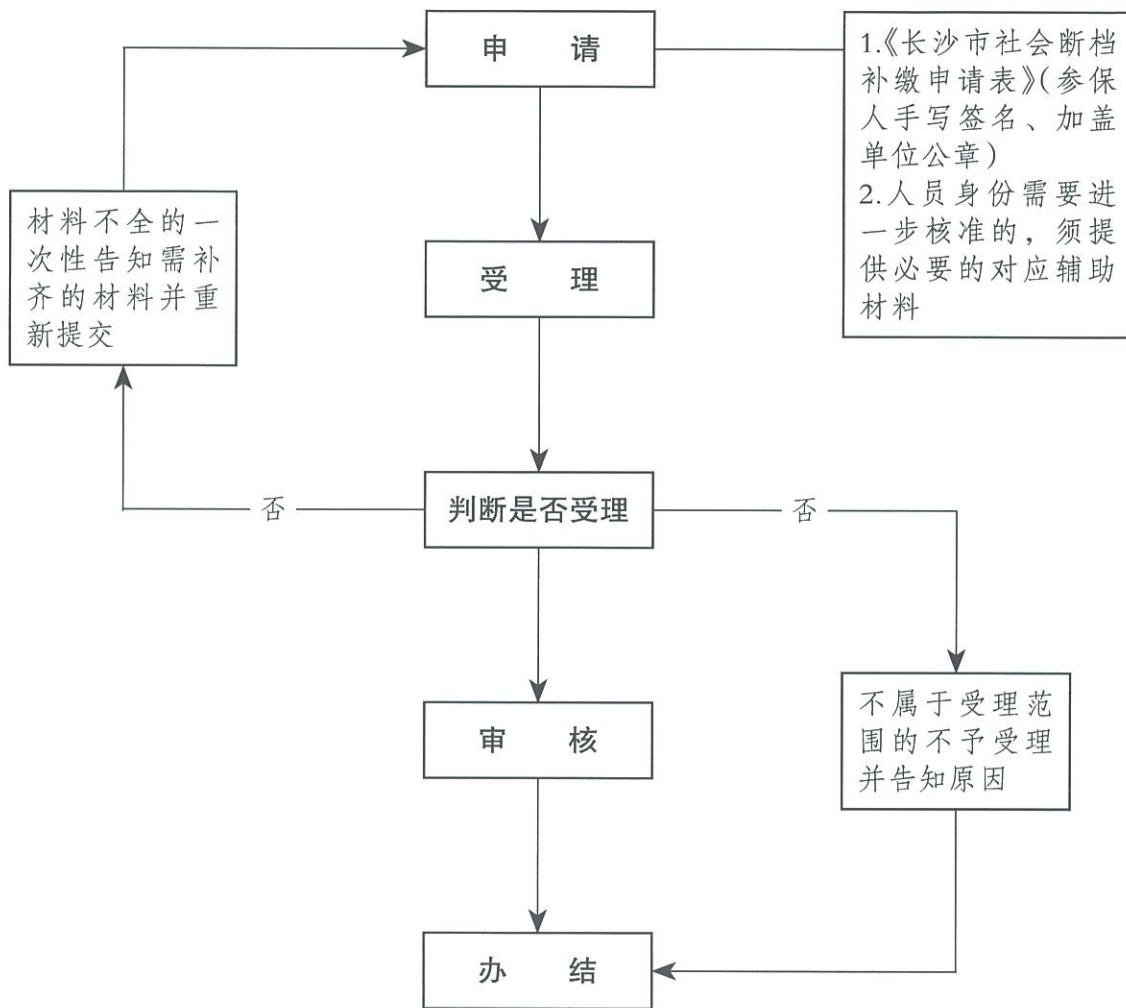 申 请
1.《长沙市社会断档
补缴申请表》(参保
人手写签名、加盖
单位公章)
2.人员身份需要进
一步核准的，须提
供必要的对应辅助
材料
材料不全的一
次性告知需补
齐的材料并重
新提交
受 理
否
判断是否受理
否
审 核
不属于受理范
围的不予受理
并告知原因
办 结